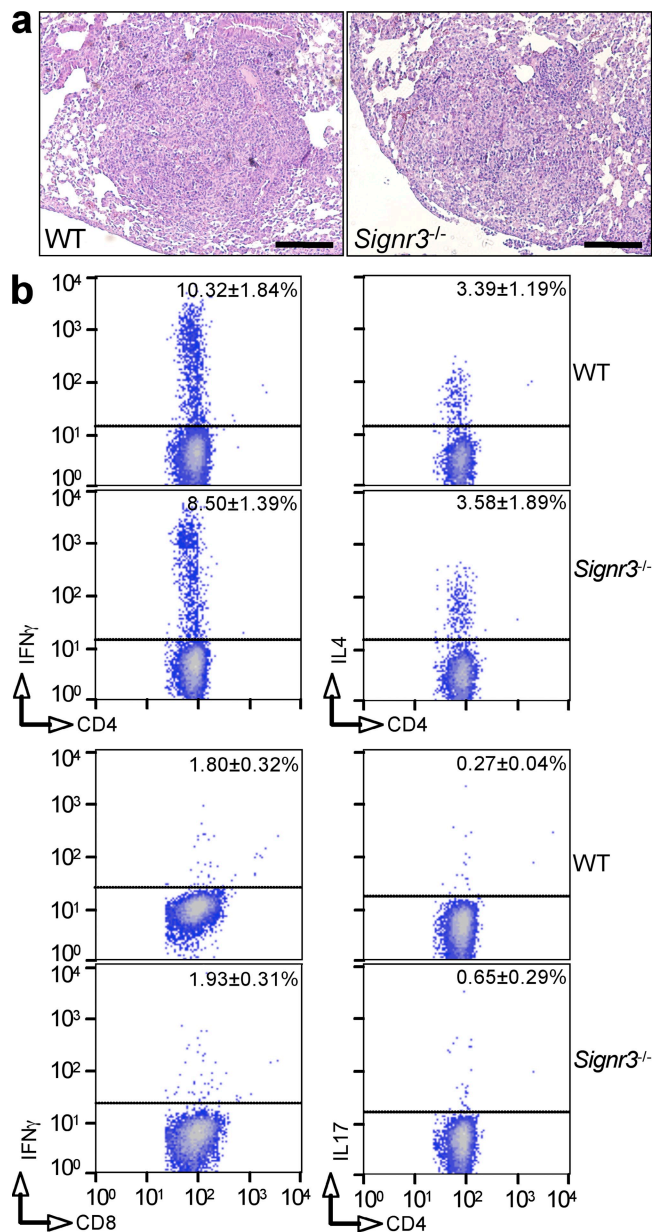 a
WT
Signr3-/-
b
10⁴
10³
10²
10¹
10⁰
10.32±1.84%
3.39±1.19%
WT
10⁴
10³
10²
10¹
10⁰
8.50±1.39%
3.58±1.89%
Signr3-/-
IFNγ
CD4
IL4
CD4
10⁴
10³
10²
10¹
10⁰
1.80±0.32%
0.27±0.04%
WT
10⁴
10³
10²
10¹
10⁰
1.93±0.31%
0.65±0.29%
Signr3-/-
IFNγ
IL17
10⁰ 10¹ 10² 10³ 10⁴
10⁰ 10¹ 10² 10³ 10⁴
CD8
CD4